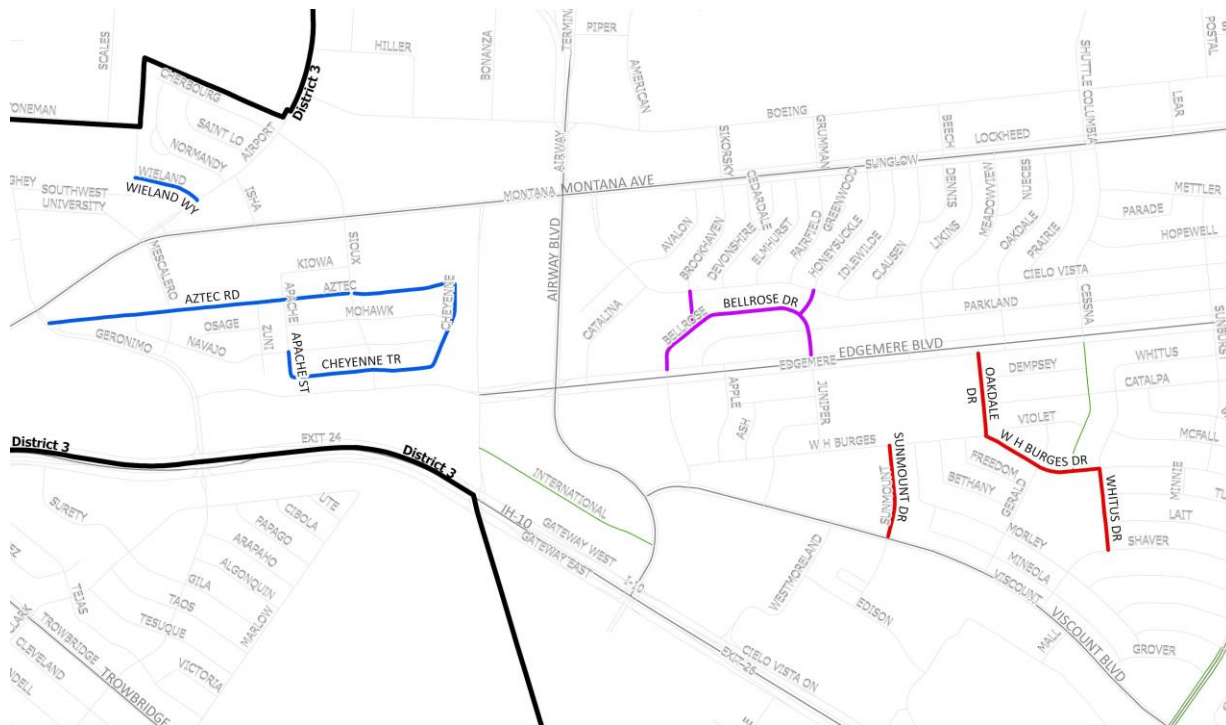 SCALES
HILLER
BONANZA
PIPER
AMERICAN
POSTAL
CHERBOURG
District 3
TONEMAN
SAINT LO
NORMANDY
AIRPORT
WIELAND
WIELAND WY
SOUTHWEST
UNIVERSITY
ISHA
AIRWAY
BOEING
SHUTTLE COLUMBIA
LEAR
SIKORSKY
GRUMMAN
BEECH
LOCKHEED
SUNGLOW
MONTANA
MONTANA AVE
CEDARDALE
GREENWOOD
DENNIS
MEADOWVIEW
NUECES
METTLER
PARADE
HOPEWELL
AVALON
BROOKHAVEN
DEVONSHIRE
ELMHURST
FAIRFIELD
HONEYSUCKLE
IDLEWILDE
CLAUSEN
LIKINS
OAKDALE
PRAIRIE
MESCALERO
SIOUX
KIOWA
AZTEC
AZTEC RD
APACHE
CHEYENNE
MOHAWK
OSAGE
ZUNI
GERONIMO
NAVAJO
APACHE ST
CHEYENNE TR
AIRWAY BLVD
CATALINA
BELLROSE
BELLROSE DR
CIELO VISTA
PARKLAND
CESSNA
EDGEMERE
EDGEMERE BLVD
DEMPSEY
WHITUS
CATALPA
APPLE
ASH
JUNIPER
OAKDALE
DR
VIOLET
MCFALL
W H BURGES
W H BURGES DR
SUNMOUNT
SUNMOUNT DR
FREEDOM
BETHANY
GERALD
WHITUS DR
MINNIE
LAIT
SHAVER
MORLEY
MINEOLA
District 3
EXIT 24
District 3
INTERNATIONAL
IH-10
GATEWAY WEST
GATEWAY EAST
I-10
SURETY
UTE
CIBOLA
PAPAGO
ARAPAHO
ALGONQUIN
GILA
TAOS
TESUQUE
TEJAS
MARLOW
TROWBRIDGE
TROWBRIDGE
CLEVELAND
VICTORIA
WESTMORELAND
EDISON
VISCOUNT
VISCOUNT BLVD
MALL
GROVER
CIELO VISTA ON
EXIT 26